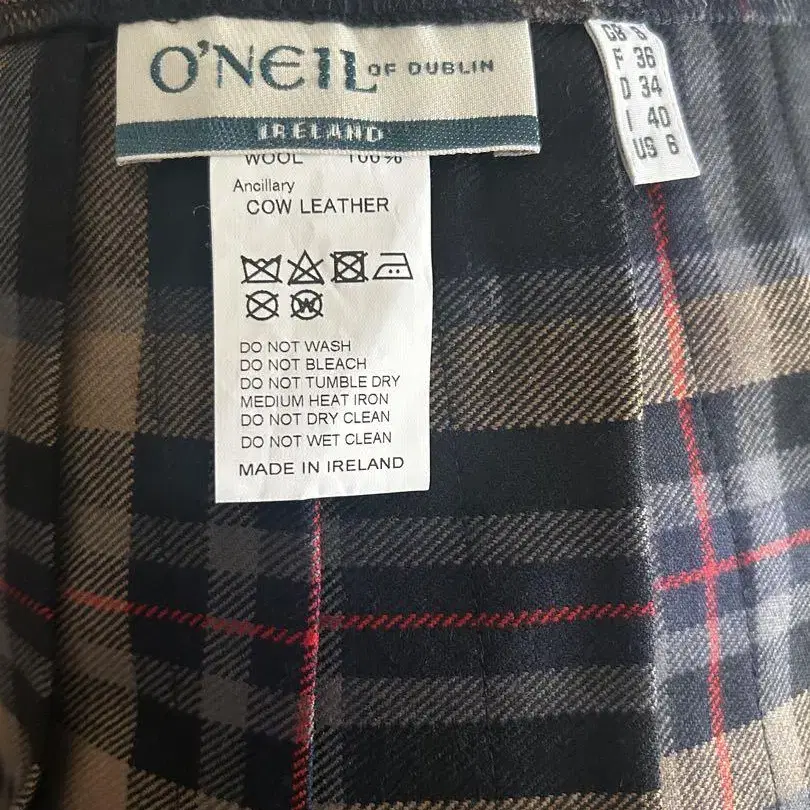 O'NEIL OF DUBLIN
IRELAND
WOOL 100%
Ancillary
COW LEATHER
W
DO NOT WASH
DO NOT BLEACH
DO NOT TUMBLE DRY
MEDIUM HEAT IRON
DO NOT DRY CLEAN
DO NOT WET CLEAN
MADE IN IRELAND
GB 8
F 36
D 34
I 40
US 6